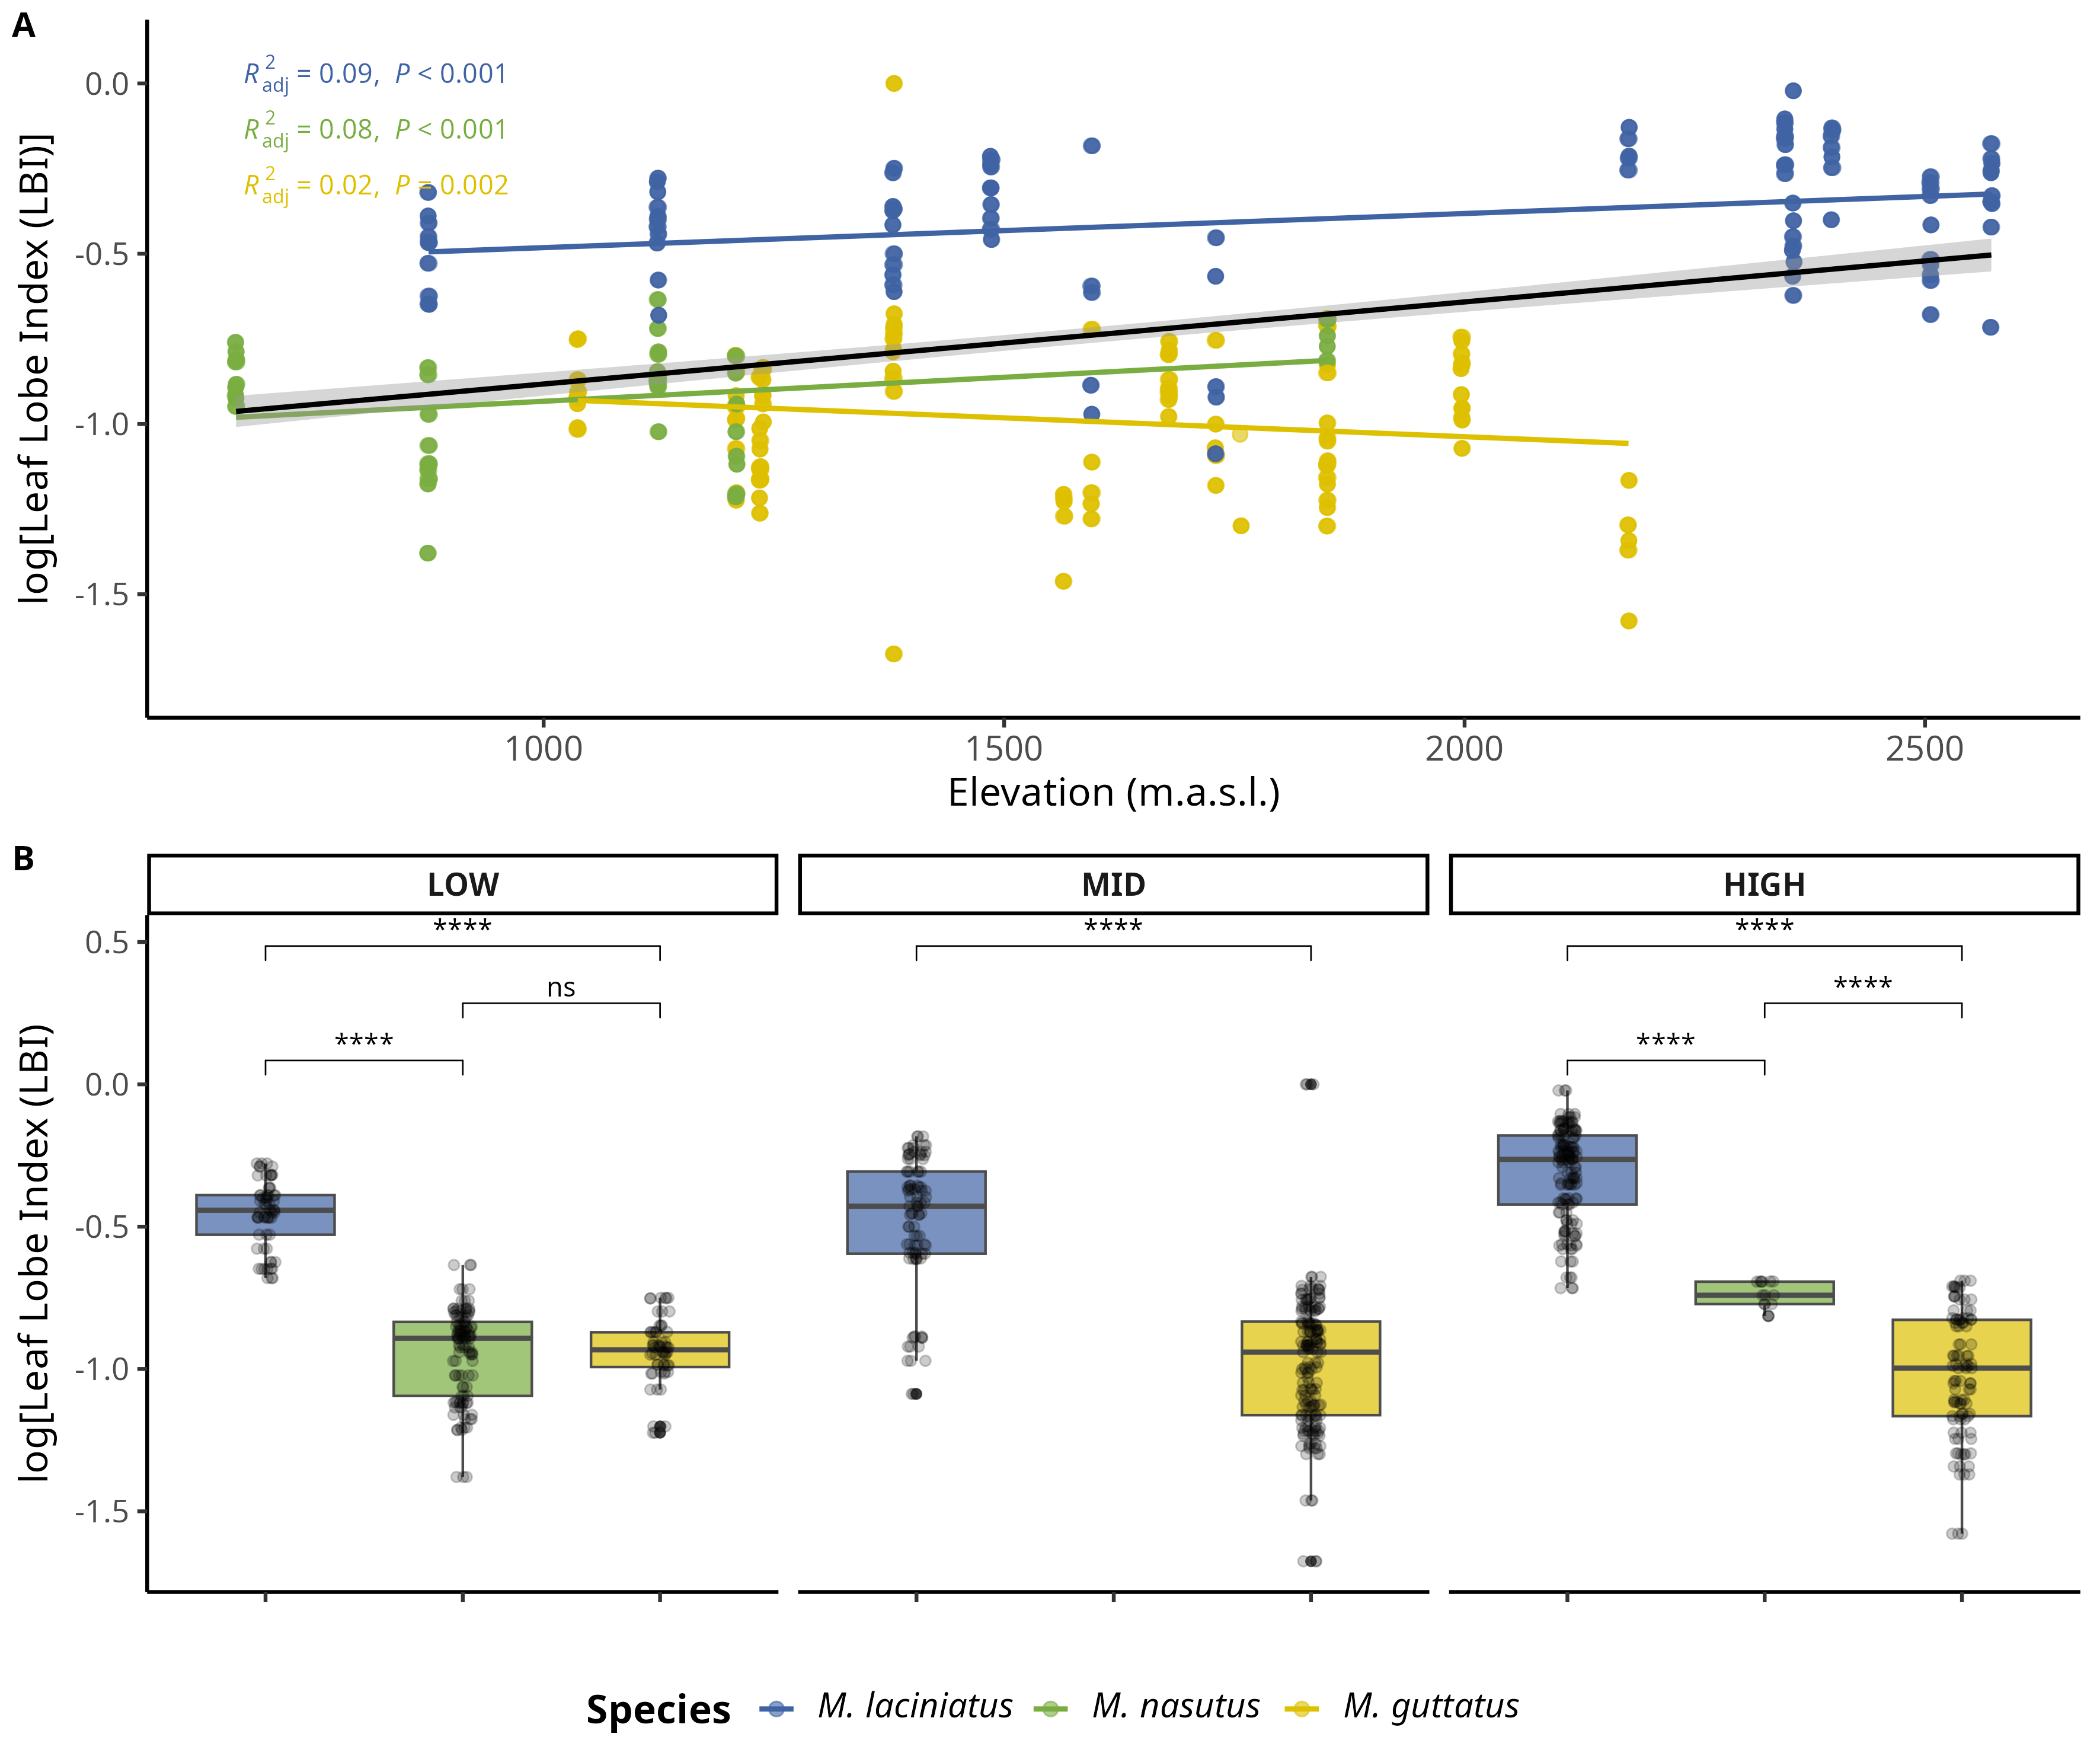 A
R²adj = 0.09, P < 0.001
R²adj = 0.08, P < 0.001
R²adj = 0.02, P = 0.002
log[Leaf Lobe Index (LBI)]
0.0
-0.5
-1.0
-1.5
1000 1500 2000 2500
Elevation (m.a.s.l.)
B
LOW MID HIGH
log[Leaf Lobe Index (LBI)
0.5
0.0
-0.5
-1.0
-1.5
**** **** ****
ns ****
**** ****
Species M. laciniatus M. nasutus M. guttatus